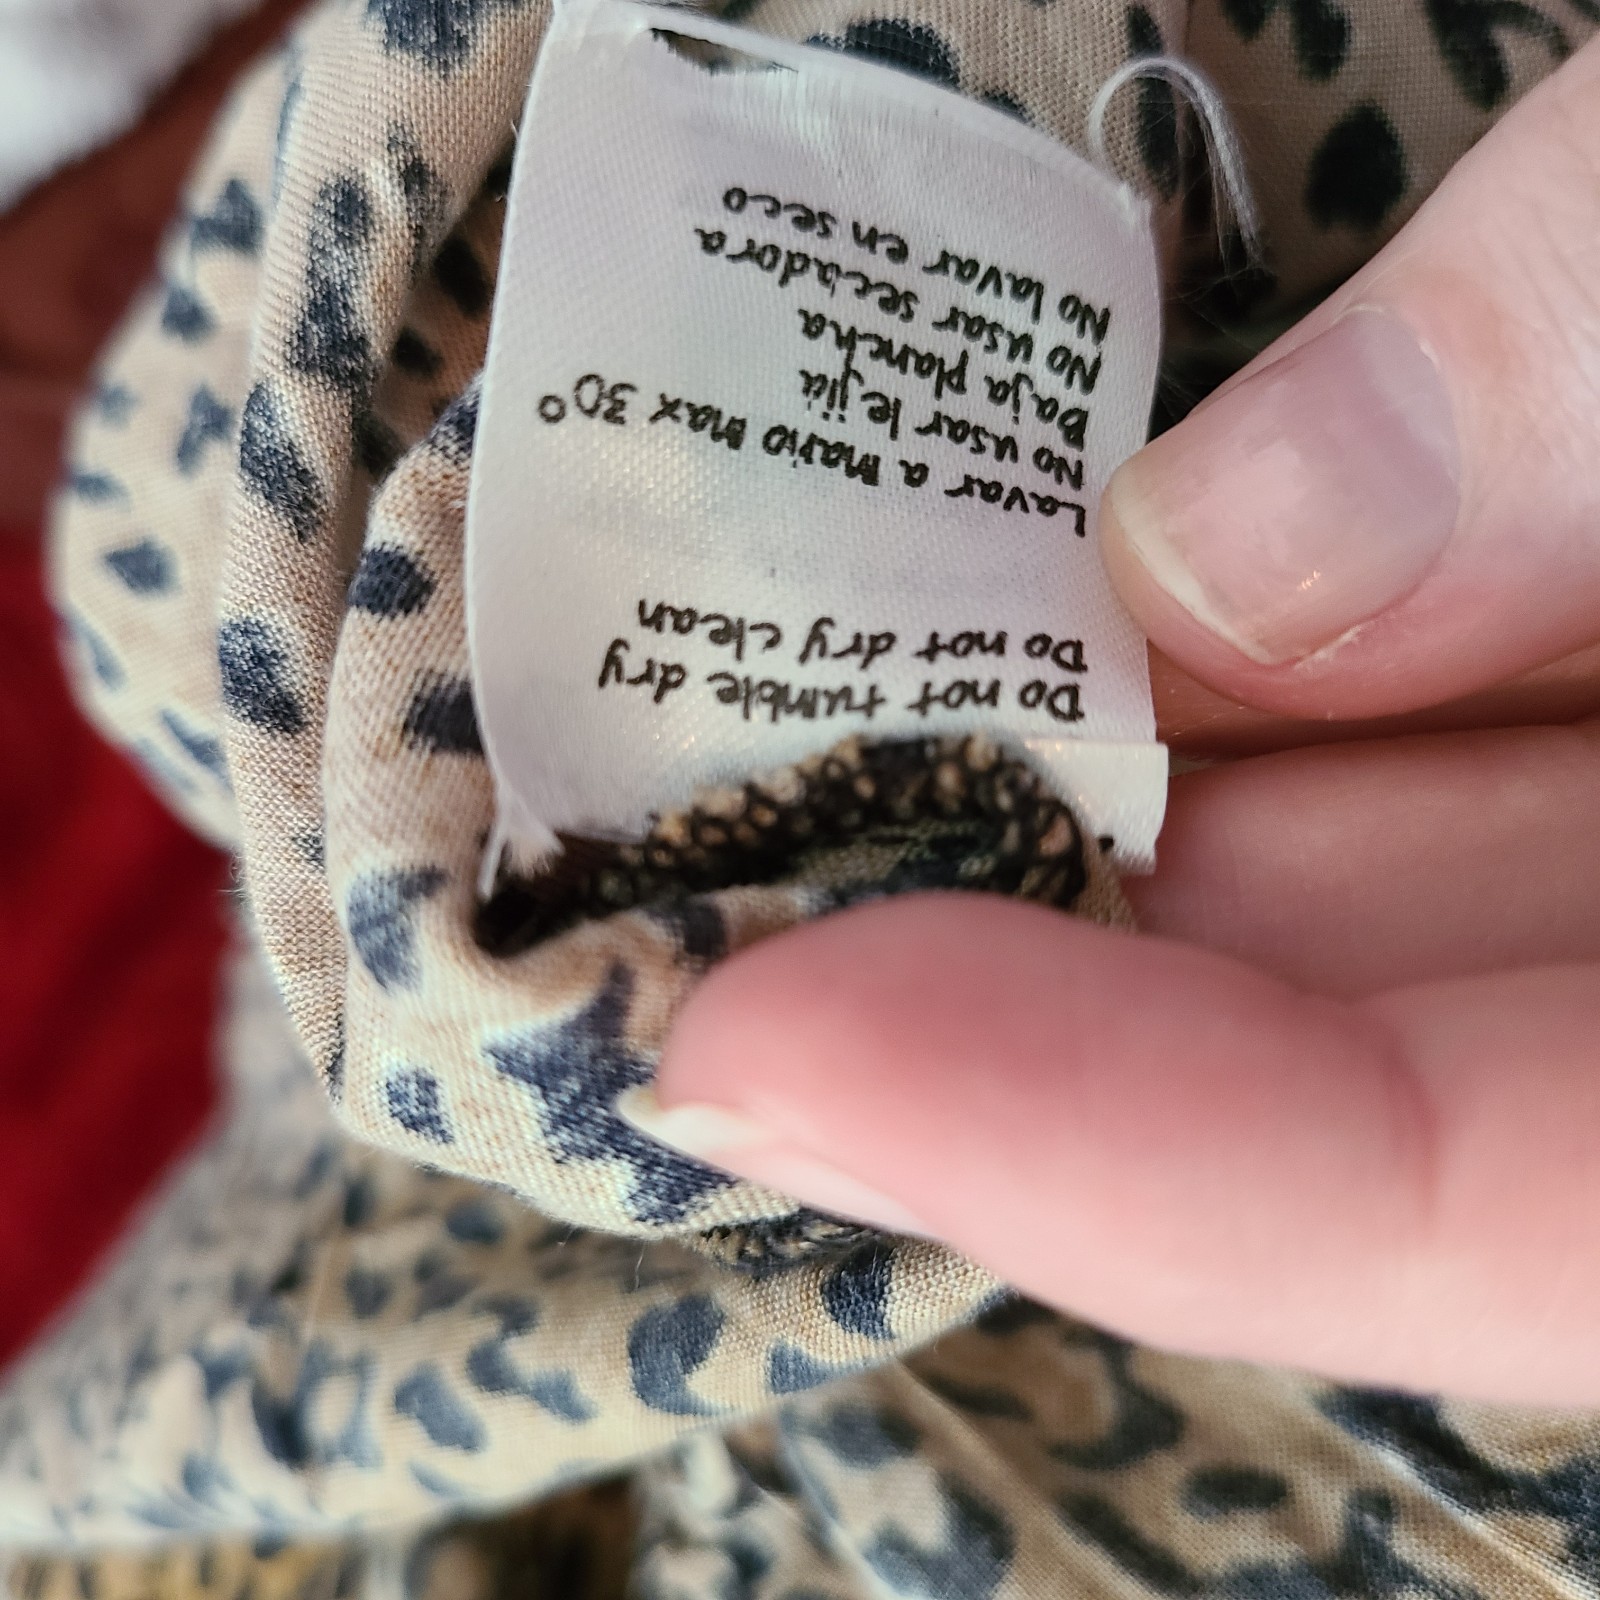 Do not tumble dry
Do not dry clean
Lavar a mano max 30°
No usar lejía
Baja plancha
No usar secadora
No lavar en seco